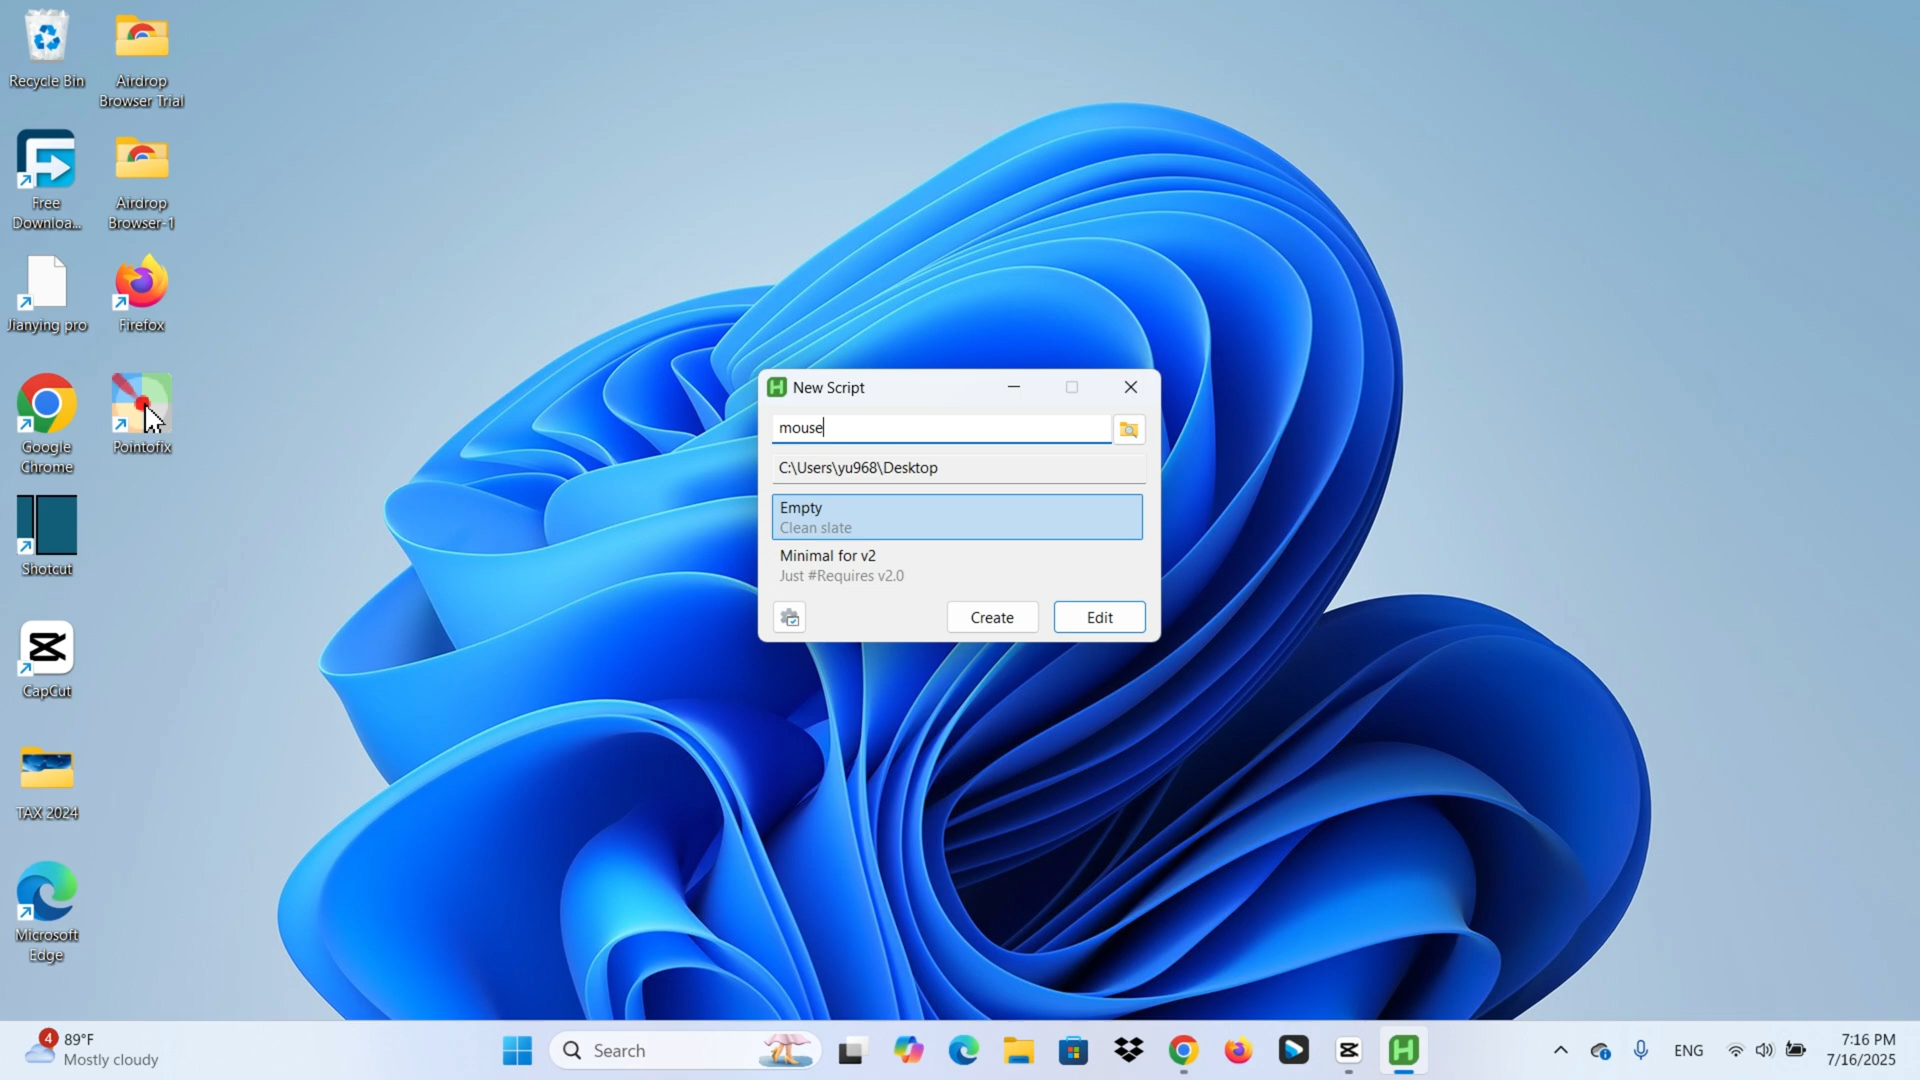 Recycle Bin
Airdrop
Browser Trial
Free
Downloa...
Airdrop
Browser-1
Jianying pro
Firefox
Google
Chrome
Pointofix
Shotcut
CapCut
TAX 2024
Microsoft
Edge
New Script
mouse
C:\Users\yu968\Desktop
Empty
Clean slate
Minimal for v2
Just #Requires v2.0
Create
Edit
4
89°F
Mostly cloudy
Search
ENG
7:16 PM
7/16/2025